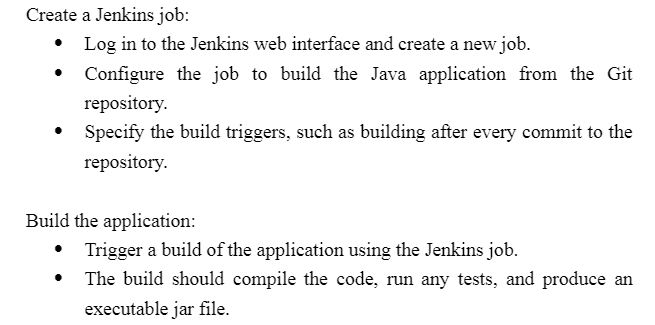 Create a Jenkins job:
• Log in to the Jenkins web interface and create a new job.
• Configure the job to build the Java application from the Git
repository.
• Specify the build triggers, such as building after every commit to the
repository.
Build the application:
• Trigger a build of the application using the Jenkins job.
• The build should compile the code, run any tests, and produce an
executable jar file.